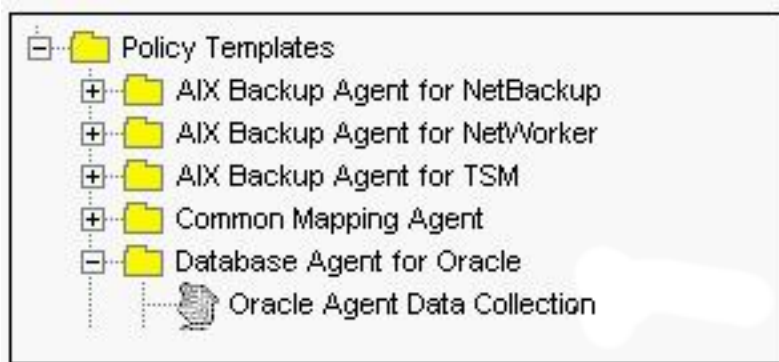 Policy Templates
AIX Backup Agent for NetBackup
AIX Backup Agent for NetWorker
AIX Backup Agent for TSM
Common Mapping Agent
Database Agent for Oracle
Oracle Agent Data Collection